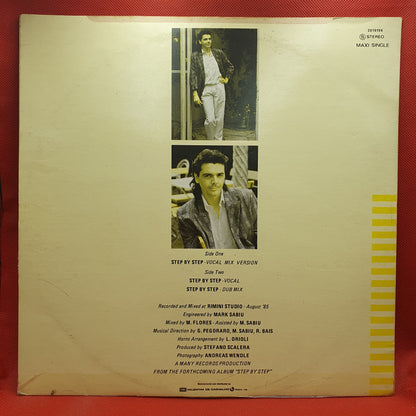 2016194
STEREO
MAXI SINGLE
Side One
STEP BY STEP - VOCAL MIX VERSION
Side Two
STEP BY STEP - VOCAL
STEP BY STEP - DUB MIX
Recorded and Mixed at RIMINI STUDIO - August '85
Engineered by MARK SABIU
Mixed by M. FLORES - Assisted by M. SABIU
Musical Direction by G. PEGORARO, M. SABIU, R. BAIS
Horns Arrangement by L. DRIOLI
Produced by STEFANO SCALERA
Photography ANDREAS WENDLE
A MANY RECORDS PRODUCTION
FROM THE FORTHCOMING ALBUM "STEP BY STEP"